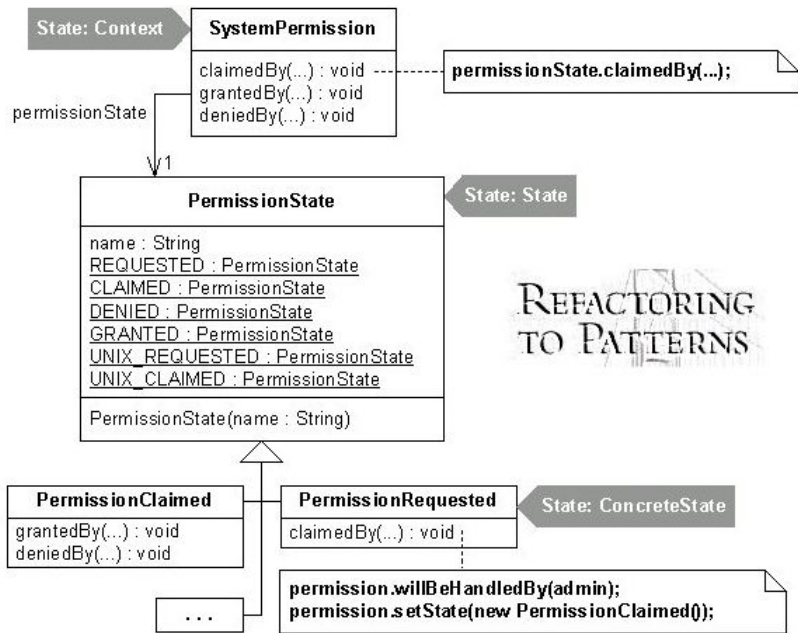 State: Context
SystemPermission
claimedBy(...) : void
grantedBy(...) : void
deniedBy(...) : void
permissionState.claimedBy(...);
permissionState
1
PermissionState
State: State
name : String
REQUESTED : PermissionState
CLAIMED : PermissionState
DENIED : PermissionState
GRANTED : PermissionState
UNIX_REQUESTED : PermissionState
UNIX_CLAIMED : PermissionState
PermissionState(name : String)
REFACTORING
TO PATTERNS
PermissionClaimed
grantedBy(...) : void
deniedBy(...) : void
PermissionRequested
claimedBy(...) : void
State: ConcreteState
...
permission.willBeHandledBy(admin);
permission.setState(new PermissionClaimed());